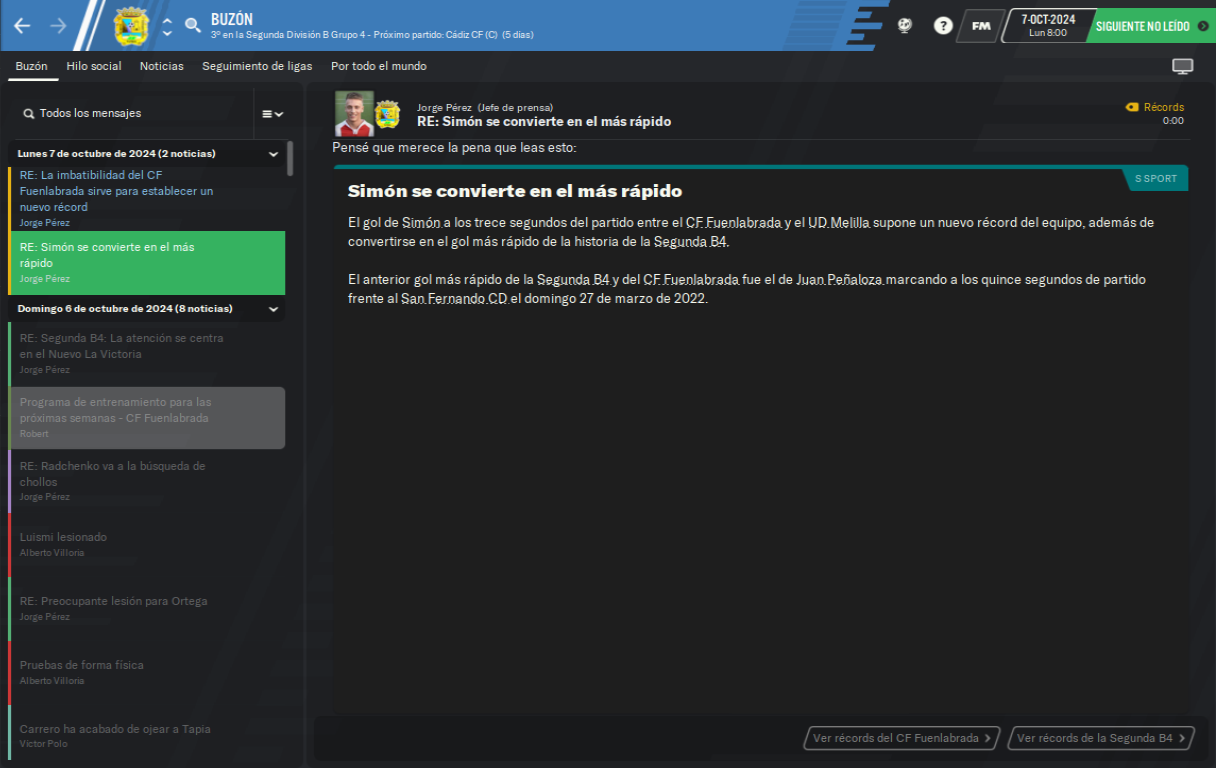 BUZÓN
3º en la Segunda División B Grupo 4 - Próximo partido: Cádiz CF (C) (5 días)
?
FM
7-OCT-2024
Lun 8:00
SIGUIENTE NO LEÍDO
Buzón
Hilo social
Noticias
Seguimiento de ligas
Por todo el mundo
Todos los mensajes
Lunes 7 de octubre de 2024 (2 noticias)
RE: La imbatibilidad del CF
Fuenlabrada sirve para establecer un
nuevo récord
Jorge Pérez
RE: Simón se convierte en el más
rápido
Jorge Pérez
Domingo 6 de octubre de 2024 (8 noticias)
RE: Segunda B4: La atención se centra
en el Nuevo La Victoria
Jorge Pérez
Programa de entrenamiento para las
próximas semanas - CF Fuenlabrada
Robert
RE: Radchenko va a la búsqueda de
chollos
Jorge Pérez
Luismi lesionado
Alberto Villoria
RE: Preocupante lesión para Ortega
Jorge Pérez
Pruebas de forma física
Alberto Villoria
Carrero ha acabado de ojear a Tapia
Víctor Polo
Jorge Pérez (Jefe de prensa)
RE: Simón se convierte en el más rápido
Récords
0:00
Pensé que merece la pena que leas esto:
S SPORT
Simón se convierte en el más rápido
El gol de Simón a los trece segundos del partido entre el CF Fuenlabrada y el UD Melilla supone un nuevo récord del equipo, además de
convertirse en el gol más rápido de la historia de la Segunda B4.
El anterior gol más rápido de la Segunda B4 y del CF Fuenlabrada fue el de Juan Peñaloza marcando a los quince segundos de partido
frente al San Fernando CD el domingo 27 de marzo de 2022.
Ver récords del CF Fuenlabrada
Ver récords de la Segunda B4